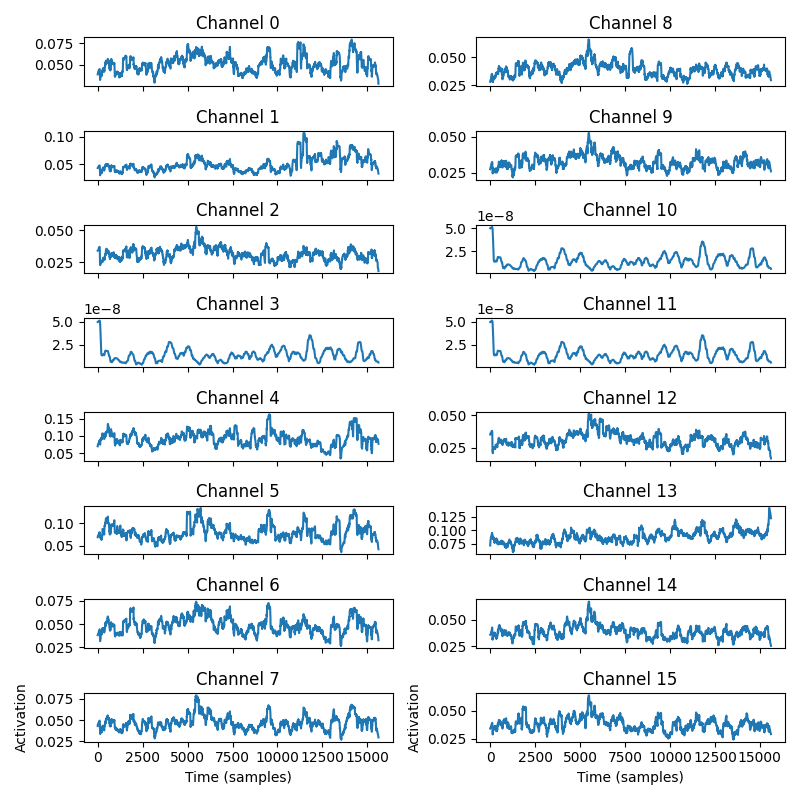 Channel 0
0.075
0.050
Channel 8
0.050
0.025
Channel 1
0.10
0.05
Channel 9
0.050
0.025
Channel 2
0.050
0.025
Channel 10
1e−8
5.0
2.5
Channel 3
1e−8
5.0
2.5
Channel 11
1e−8
5.0
2.5
Channel 4
0.15
0.10
0.05
Channel 12
0.050
0.025
Channel 5
0.10
0.05
Channel 13
0.125
0.100
0.075
Channel 6
0.075
0.050
0.025
Channel 14
0.050
0.025
Channel 7
0.075
0.050
0.025
Activation
0 2500 5000 7500 10000 12500 15000
Time (samples)
Channel 15
0.050
0.025
Activation
0 2500 5000 7500 10000 12500 15000
Time (samples)